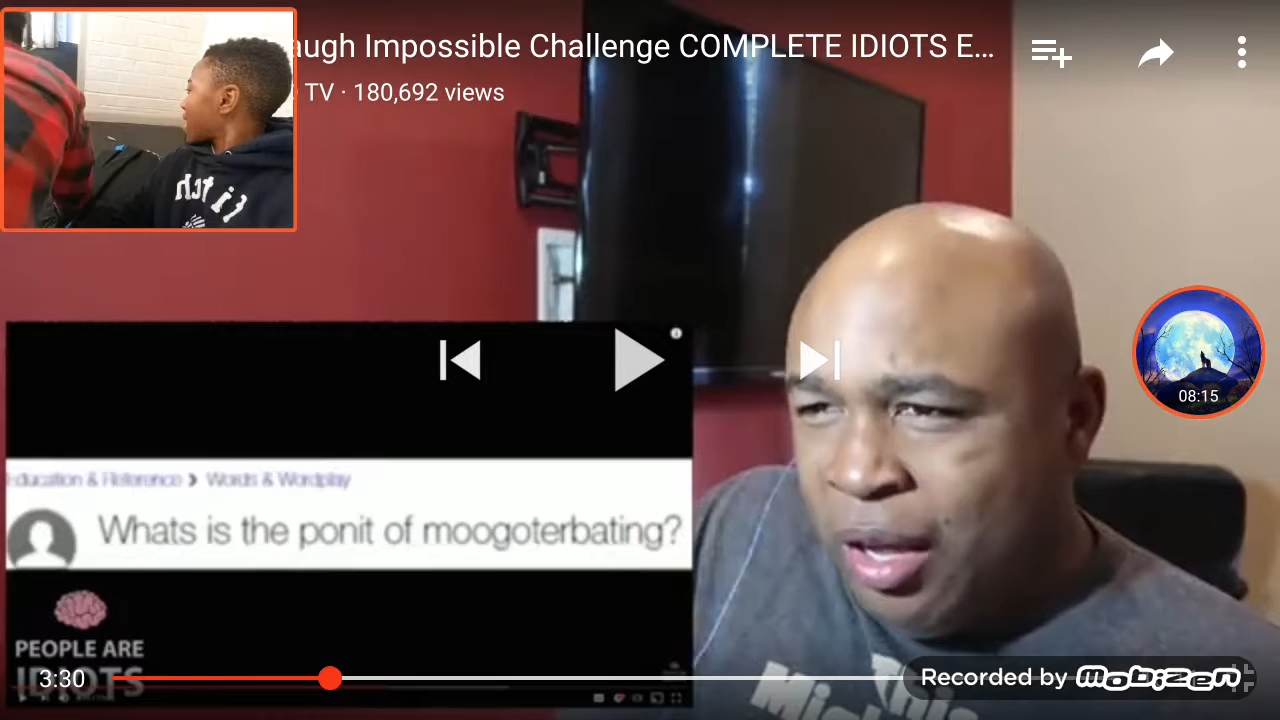 augh Impossible Challenge COMPLETE IDIOTS E...
TV · 180,692 views
08:15
Education & Reference > Words & Wordplay
Whats is the ponit of moogoterbating?
PEOPLE ARE
IDIOTS
3:30
Recorded by mobizen
This